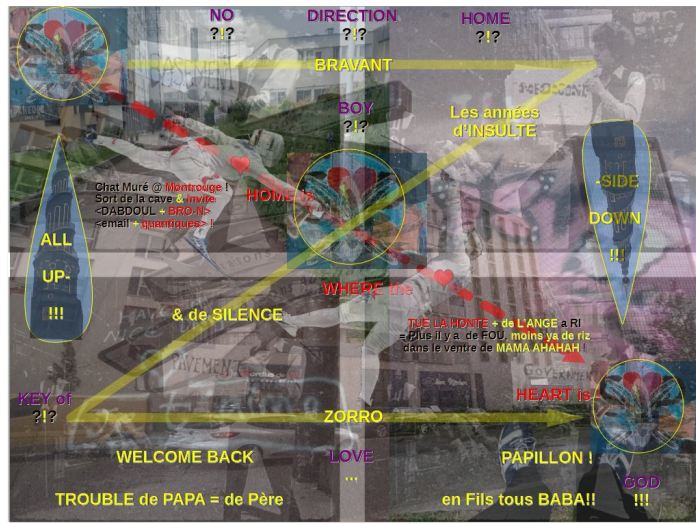 NO
DIRECTION
HOME
?!?
?!?
?!?
BRAVANT
BOY
?!?
Les années
d'INSULTE
Chat Muré @ Montrouge !
Sort de la cave & invite
<DABDOUL + BRO-N>
<email + quantiques> !
HOME is
-SIDE
DOWN
!!!
ALL
UP-
!!!
WHERE the
& de SILENCE
TUE LA HONTE + de L'ANGE a RI
= Plus il y a de FOU, moins ya de riz
dans le ventre de MAMA AHAHAH !
PAVEMENT
GOVERNMENT
KEY of
?!?
HEART is
ZORRO
WELCOME BACK
LOVE
...
PAPILLON !
GOD
!!!
TROUBLE de PAPA = de Père
en Fils tous BABA!!